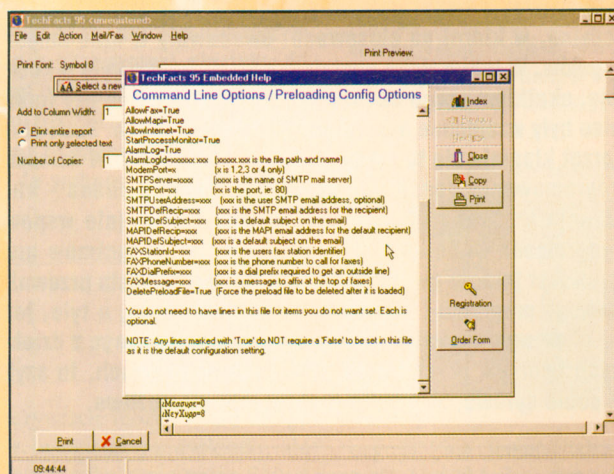 TechFacts 95 <unregistered>
File Edit Action Mail/Fax Window Help
Print Preview:
Print Font: Symbol 8
Select a new
Add to Column Width: 1
Print entire report
Print only selected text
Number of Copies: 1
TechFacts 95 Embedded Help
Command Line Options / Preloading Config Options
AllowFax=True
AllowMapi=True
AllowInternet=True
StartProcessMonitor=True
AlarmLog=True
AlarmLogId=xxxxxx.xxx (xxxxx.xxx is the file path and name)
ModemPort=x (x is 1,2,3 or 4 only)
SMTPServer=xxxx (xxxx is the name of SMTP mail server)
SMTPPort=xx (xx is the port, ie: 80)
SMTPUserAddress=xxx (xxx is the user SMTP email address, optional)
SMTPDefRecip=xxx (xxx is the SMTP email address for the recipient)
SMTPDefSubject=xxx (xxx is a default subject on the email)
MAPIDefRecip=xxx (xxx is the MAPI email address for the default recipient)
MAPIDefSubject=xxx (xxx is a default subject on the email)
FAXStationId=xxx (xxx is the users fax station identifier)
FAXPhoneNumber=xxx (xxx is the phone number to call for faxes)
FAXDialPrefix=xxx (xxx is a dial prefix required to get an outside line)
FAXMessage=xxx (xxx is a message to affix at the top of faxes)
DeletePreloadFile=True (Force the preload file to be deleted after it is loaded)
You do not need to have lines in this file for items you do not want set. Each is
optional.
NOTE: Any lines marked with 'True' do NOT require a 'False' to be set in this file
as it is the default configuration setting.
Index
Previous
Next
Close
Copy
Print
Registration
Order Form
Print
Cancel
09:44:44